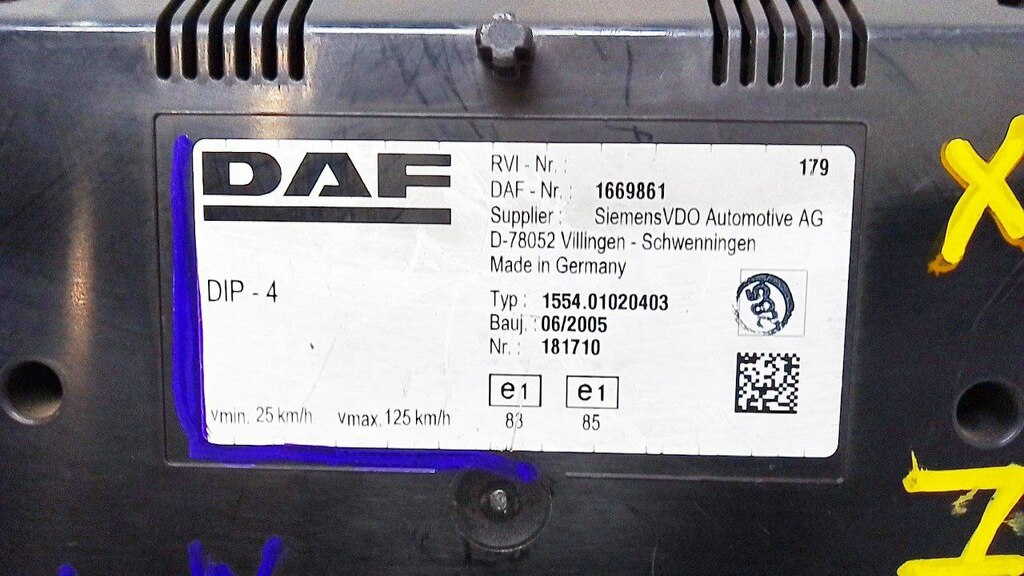 DAF
RVI - Nr. : 179
DAF - Nr. : 1669861
Supplier : SiemensVDO Automotive AG
D-78052 Villingen - Schwenningen
Made in Germany
DIP - 4
Typ : 1554.01020403
Bauj. : 06/2005
Nr. : 181710
e1 e1
83 85
vmin. 25 km/h vmax. 125 km/h
X